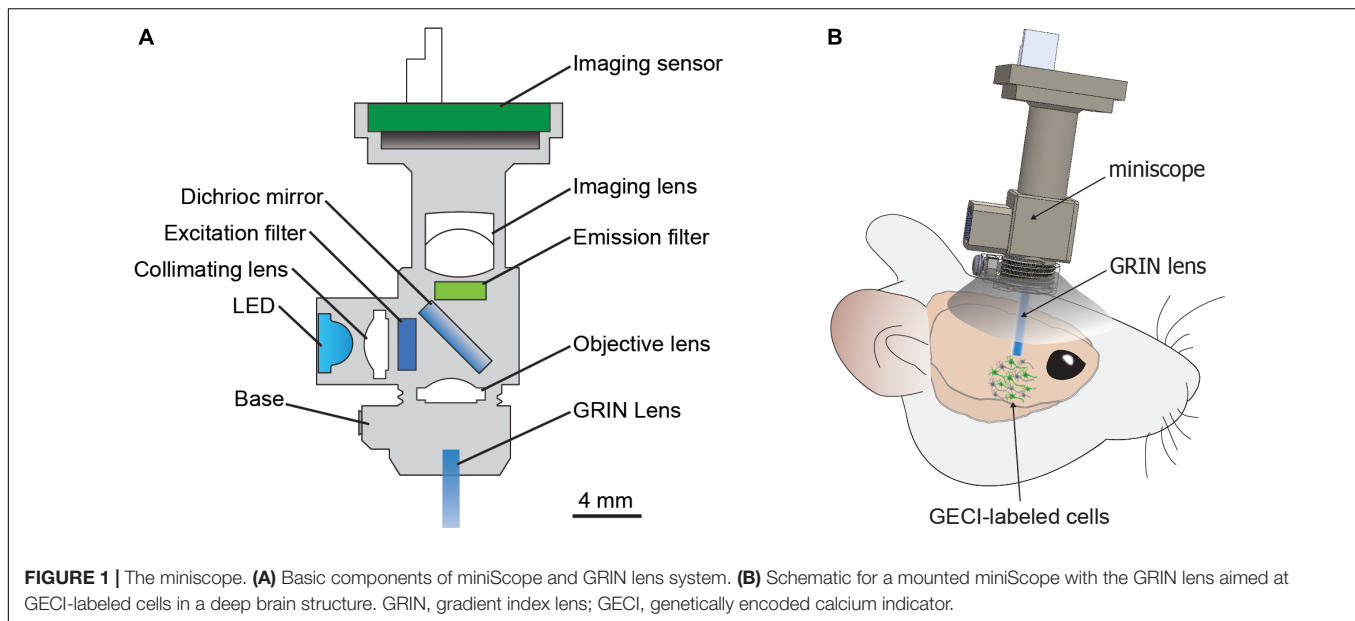 A
Imaging sensor
Imaging lens
Dichrioc mirror
Excitation filter
Emission filter
Collimating lens
LED
Objective lens
Base
GRIN Lens
4 mm
B
miniscope
GRIN lens
GECI-labeled cells
FIGURE 1 | The miniscope. (A) Basic components of miniScope and GRIN lens system. (B) Schematic for a mounted miniScope with the GRIN lens aimed at
GECI-labeled cells in a deep brain structure. GRIN, gradient index lens; GECI, genetically encoded calcium indicator.